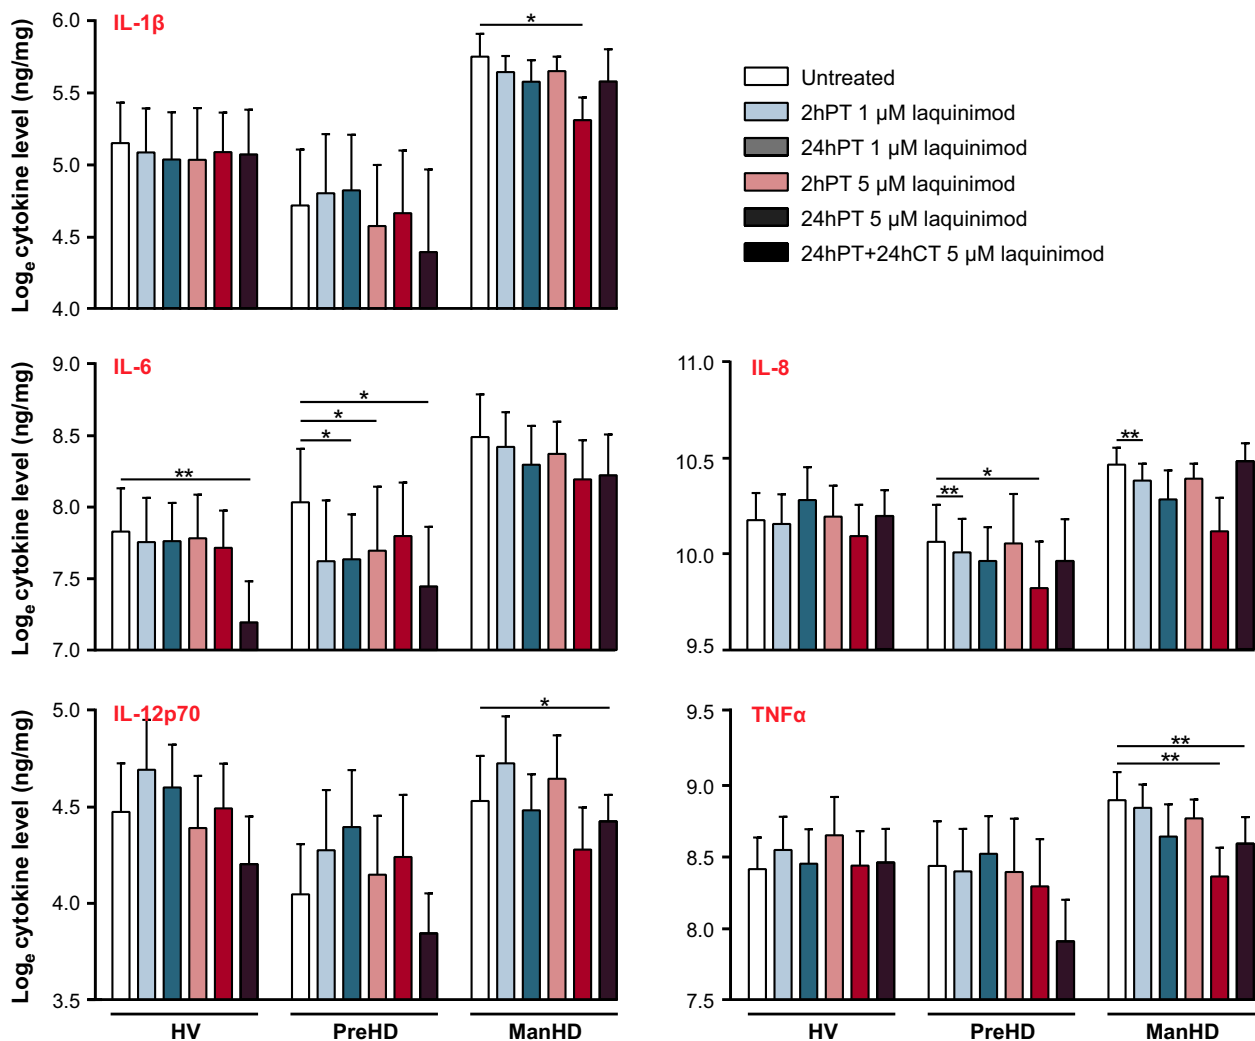 IL-1β
Log_e cytokine level (ng/mg)
6.0
5.5
5.0
4.5
4.0
*
Untreated
2hPT 1 µM laquinimod
24hPT 1 µM laquinimod
2hPT 5 µM laquinimod
24hPT 5 µM laquinimod
24hPT+24hCT 5 µM laquinimod
IL-6
Log_e cytokine level (ng/mg)
9.0
8.5
8.0
7.5
7.0
**
*
*
*
IL-8
11.0
10.5
10.0
9.5
**
*
**
IL-12p70
Log_e cytokine level (ng/mg)
5.0
4.5
4.0
3.5
*
HV PreHD ManHD
TNFα
9.5
9.0
8.5
8.0
7.5
**
**
HV PreHD ManHD